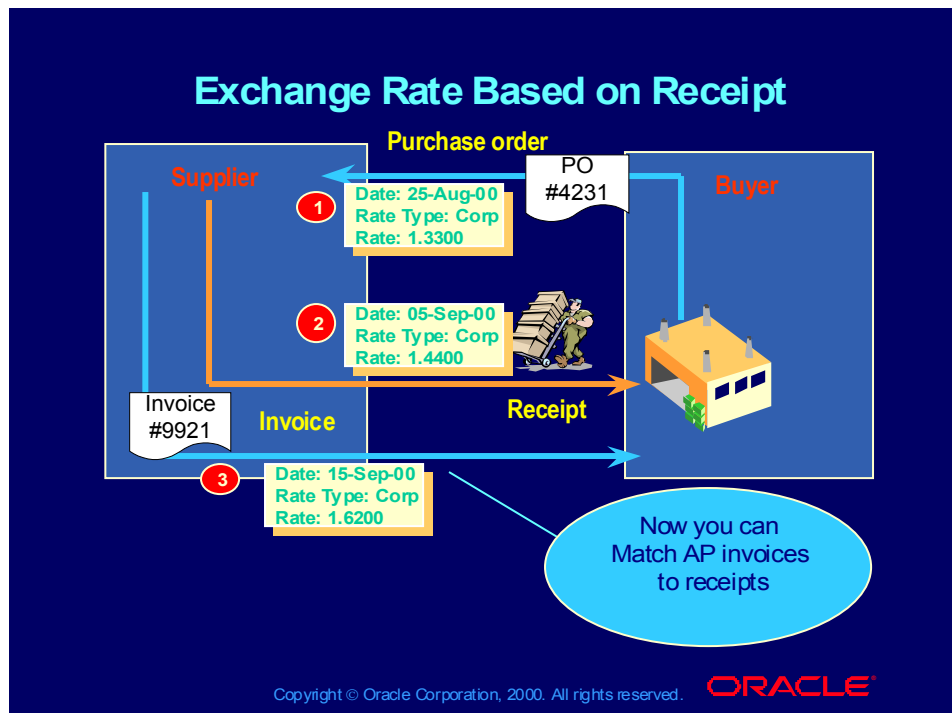 Exchange Rate Based on Receipt
Purchase order
Supplier
PO
#4231
Buyer
1
Date: 25-Aug-00
Rate Type: Corp
Rate: 1.3300
2
Date: 05-Sep-00
Rate Type: Corp
Rate: 1.4400
Receipt
Invoice
#9921
Invoice
3
Date: 15-Sep-00
Rate Type: Corp
Rate: 1.6200
Now you can
Match AP invoices
to receipts
Copyright © Oracle Corporation, 2000. All rights reserved.
ORACLE®